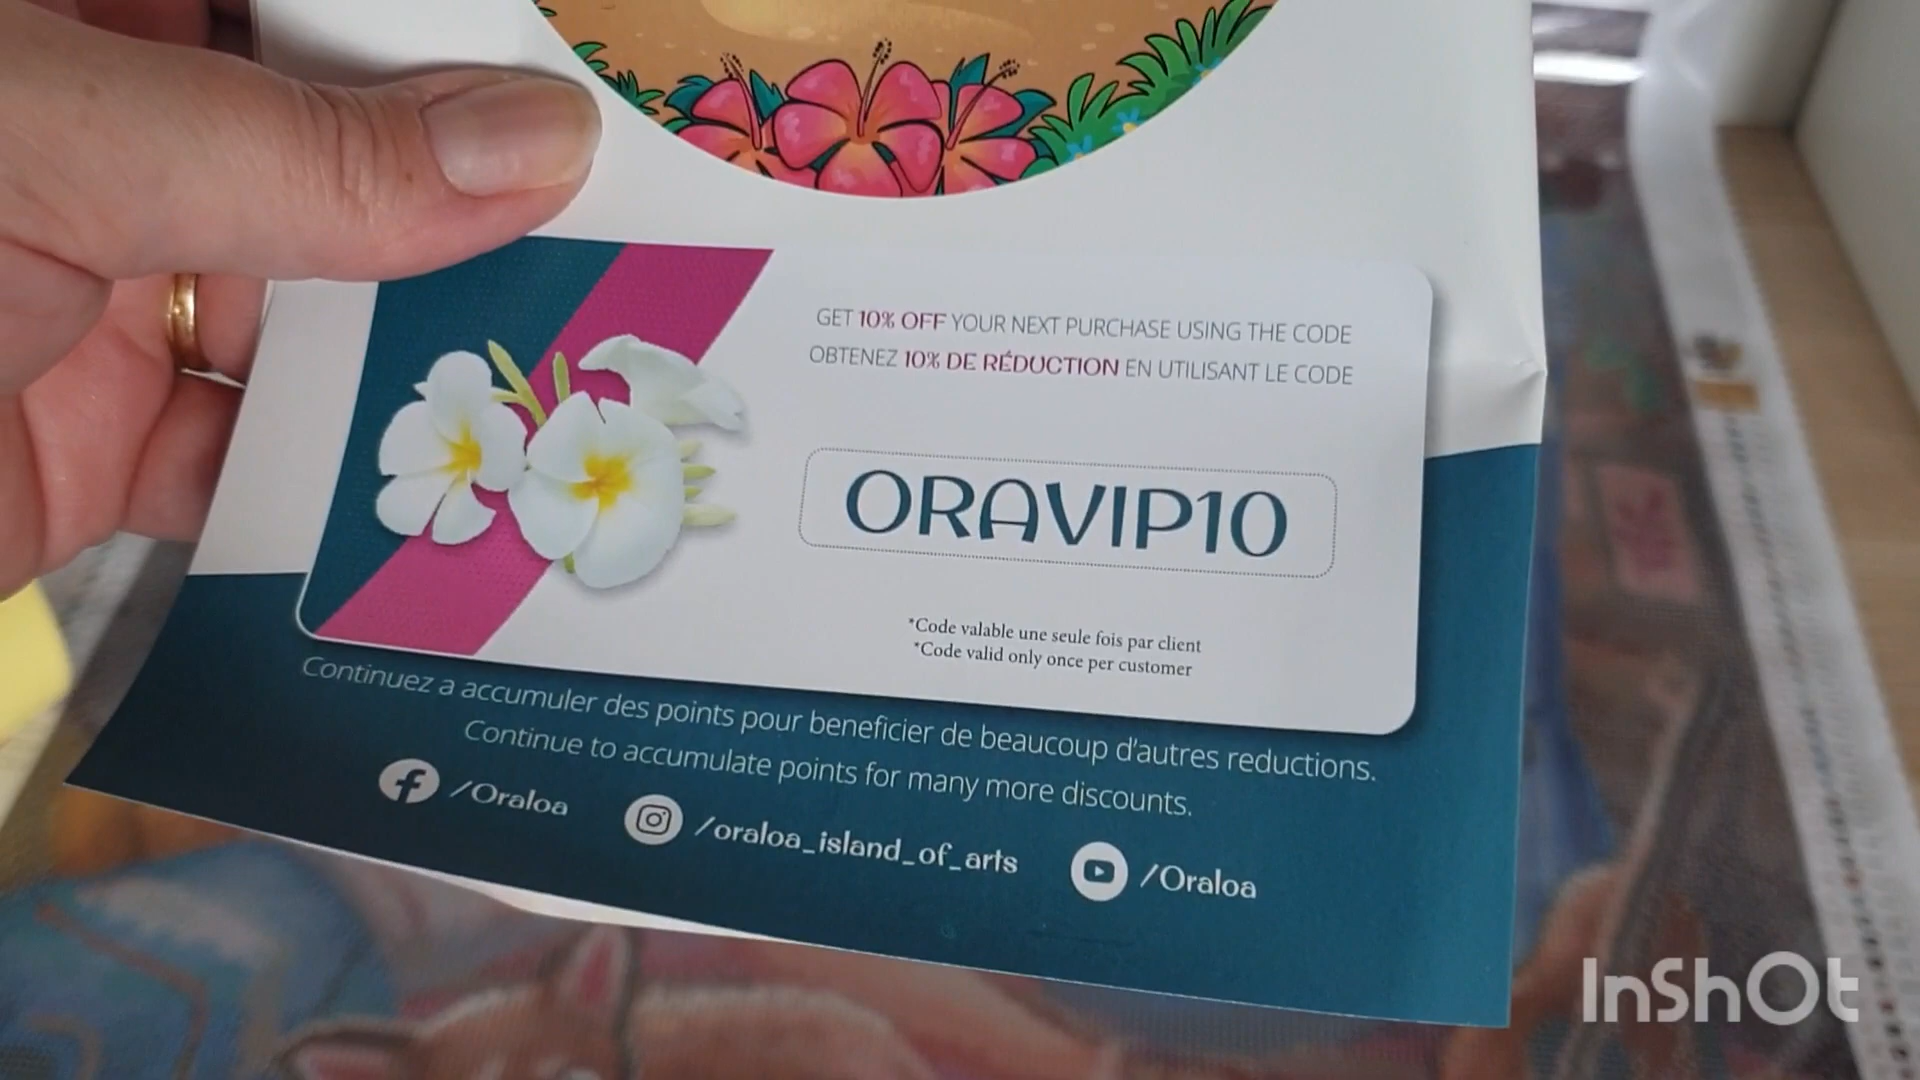 GET 10% OFF YOUR NEXT PURCHASE USING THE CODE
OBTENEZ 10% DE RÉDUCTION EN UTILISANT LE CODE
ORAVIP10
*Code valable une seule fois par client
*Code valid only once per customer
Continuez a accumuler des points pour beneficier de beaucoup d'autres reductions.
Continue to accumulate points for many more discounts.
/Oraloa /oraloa_island_of_arts /Oraloa
InShOt